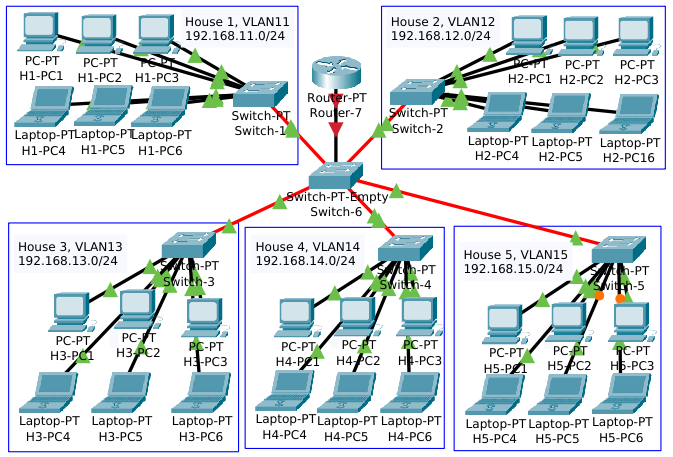 House 1, VLAN11
192.168.11.0/24
PC-PT
H1-PC1
PC-PT
H1-PC2
PC-PT
H1-PC3
Laptop-PT
H1-PC4
Laptop-PT
H1-PC5
Laptop-PT
H1-PC6
Switch-PT
Switch-1
Router-PT
Router-7
House 2, VLAN12
192.168.12.0/24
PC-PT
H2-PC1
PC-PT
H2-PC2
PC-PT
H2-PC3
Switch-PT
Switch-2
Laptop-PT
H2-PC4
Laptop-PT
H2-PC5
Laptop-PT
H2-PC16
Switch-PT-Empty
Switch-6
House 3, VLAN13
192.168.13.0/24
Switch-PT
Switch-3
PC-PT
H3-PC1
PC-PT
H3-PC2
PC-PT
H3-PC3
Laptop-PT
H3-PC4
Laptop-PT
H3-PC5
Laptop-PT
H3-PC6
House 4, VLAN14
192.168.14.0/24
Switch-PT
Switch-4
PC-PT
H4-PC1
PC-PT
H4-PC2
PC-PT
H4-PC3
Laptop-PT
H4-PC4
Laptop-PT
H4-PC5
Laptop-PT
H4-PC6
House 5, VLAN15
192.168.15.0/24
Switch-PT
Switch-5
PC-PT
H5-PC1
PC-PT
H5-PC2
PC-PT
H5-PC3
Laptop-PT
H5-PC4
Laptop-PT
H5-PC5
Laptop-PT
H5-PC6